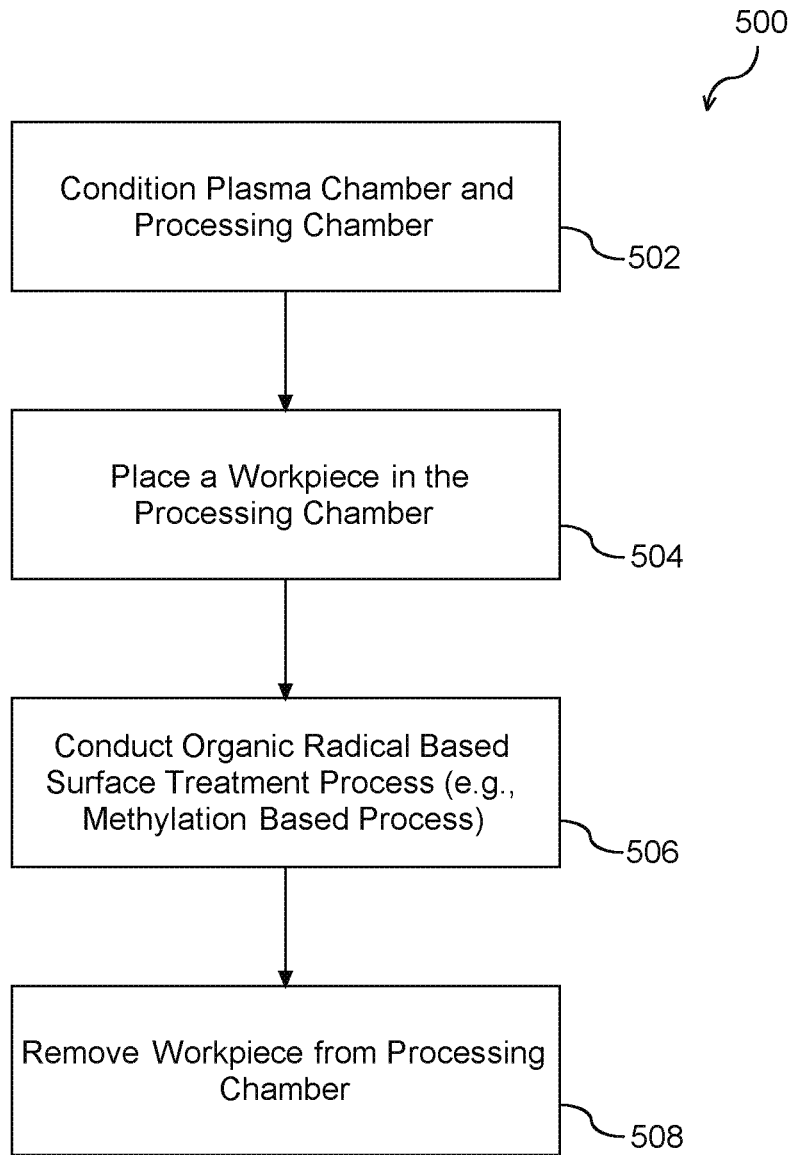 500
Condition Plasma Chamber and
Processing Chamber
502
Place a Workpiece in the
Processing Chamber
504
Conduct Organic Radical Based
Surface Treatment Process (e.g.,
Methylation Based Process)
506
Remove Workpiece from Processing
Chamber
508